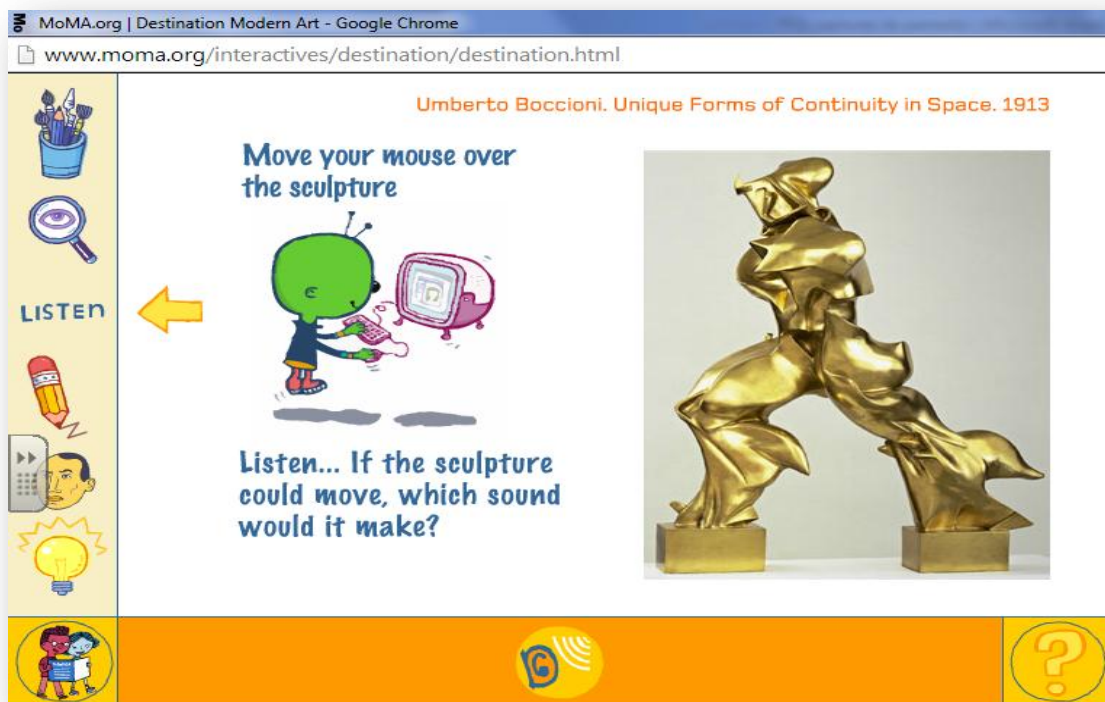 MoMA.org | Destination Modern Art - Google Chrome
www.moma.org/interactives/destination/destination.html
Umberto Boccioni. Unique Forms of Continuity in Space. 1913
Move your mouse over
the sculpture
LISTEN
Listen... If the sculpture
could move, which sound
would it make?
?